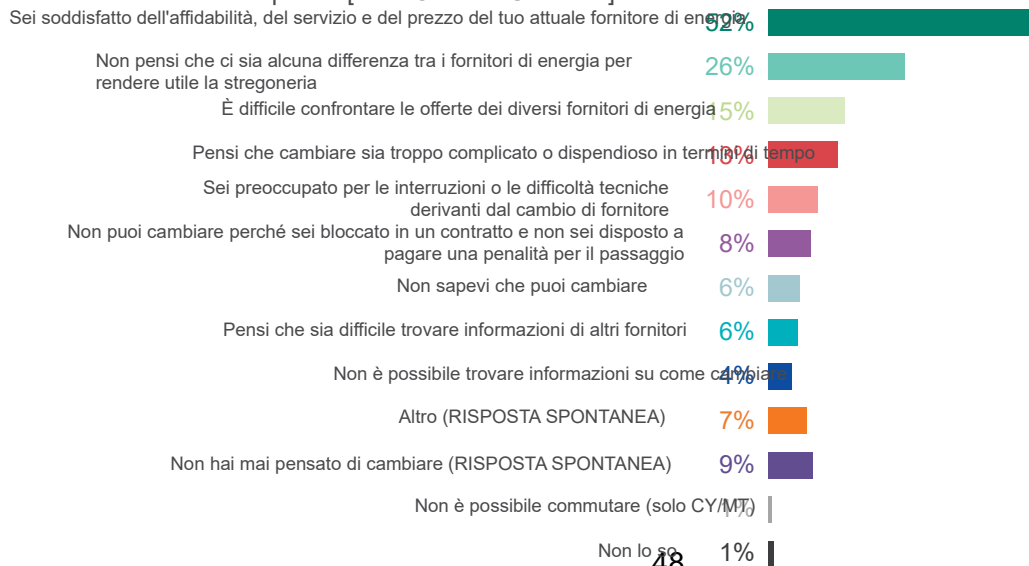 Sei soddisfatto dell'affidabilità, del servizio e del prezzo del tuo attuale fornitore di energia 52%
Non pensi che ci sia alcuna differenza tra i fornitori di energia per
rendere utile la stregoneria
26%
È difficile confrontare le offerte dei diversi fornitori di energia 15%
Pensi che cambiare sia troppo complicato o dispendioso in termini di tempo 13%
Sei preoccupato per le interruzioni o le difficoltà tecniche
derivanti dal cambio di fornitore
10%
Non puoi cambiare perché sei bloccato in un contratto e non sei disposto a
pagare una penalità per il passaggio
8%
Non sapevi che puoi cambiare 6%
Pensi che sia difficile trovare informazioni di altri fornitori 6%
Non è possibile trovare informazioni su come cambiare 4%
Altro (RISPOSTA SPONTANEA) 7%
Non hai mai pensato di cambiare (RISPOSTA SPONTANEA) 9%
Non è possibile commutare (solo CY/MT) 1%
Non lo so 1%
48